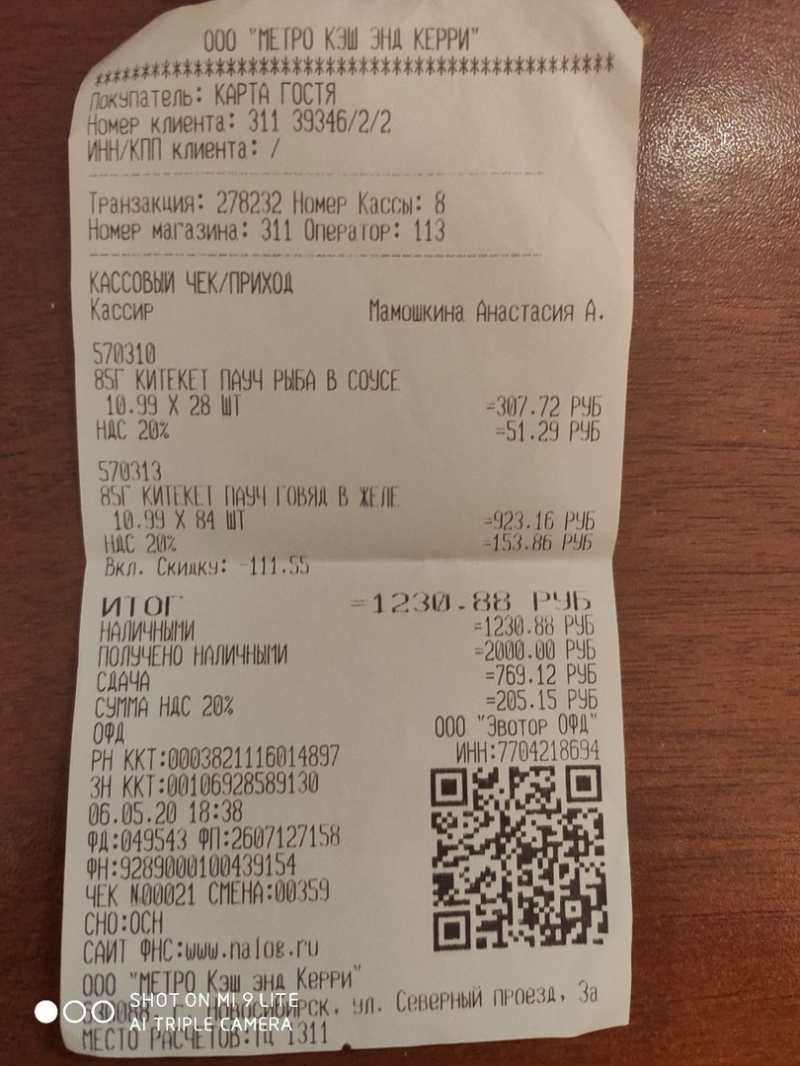 ООО "МЕТРО КЭШ ЭНД КЕРРИ"
******************************************
Покупатель: КАРТА ГОСТЯ
Номер клиента: 311 39346/2/2
ИНН/КПП клиента: /
Транзакция: 278232 Номер Кассы: 8
Номер магазина: 311 Оператор: 113
КАССОВЫЙ ЧЕК/ПРИХОД
Кассир Мамошкина Анастасия А.
570310
85Г КИТЕКЕТ ПАУЧ РЫБА В СОУСЕ
10.99 X 28 ШТ =307.72 РУБ
НДС 20% =51.29 РУБ
570313
85Г КИТЕКЕТ ПАУЧ ГОВЯД В ЖЕЛЕ
10.99 X 84 ШТ =923.16 РУБ
НДС 20% =153.86 РУБ
Вкл. Скидку: -111.55
ИТОГ =1230.88 РУБ
НАЛИЧНЫМИ =1230.88 РУБ
ПОЛУЧЕНО НАЛИЧНЫМИ =2000.00 РУБ
СДАЧА =769.12 РУБ
СУММА НДС 20% =205.15 РУБ
ОФД ООО "Эвотор ОФД"
РН ККТ:0003821116014897 ИНН:7704218694
ЗН ККТ:00106928589130
06.05.20 18:38
ФД:049543 ФП:2607127158
ФН:9289000100439154
ЧЕК N00021 СМЕНА:00359
СНО:ОСН
САЙТ ФНС:www.nalog.ru
ООО "МЕТРО Кэш энд Керри"
Новосибирск, ул. Северный проезд, 3а
МЕСТО РАСЧЕТОВ:ТЦ 1311
SHOT ON MI 9 LITE
AI TRIPLE CAMERA